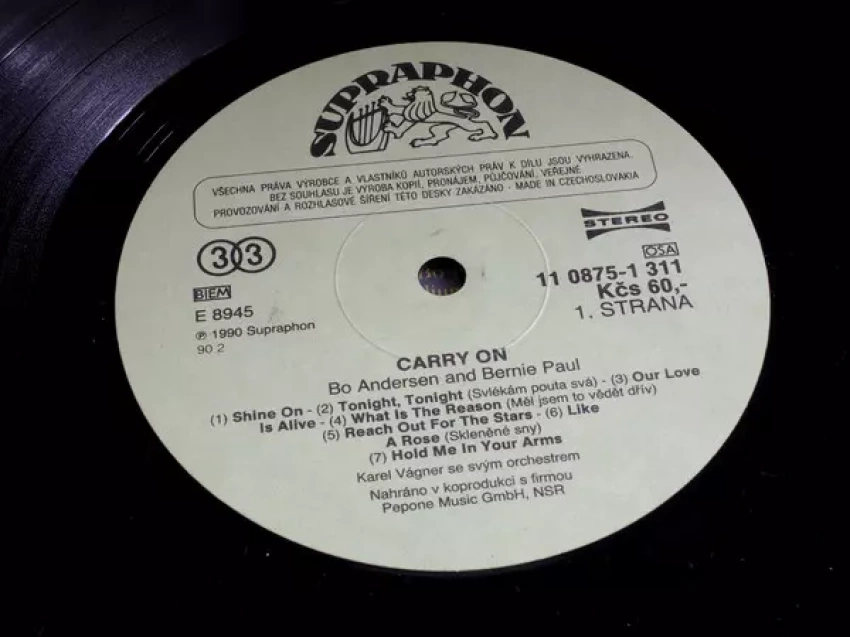 SUPRAPHON
VŠECHNA PRÁVA VÝROBCE A VLASTNÍKŮ AUTORSKÝCH PRÁV K DÍLU JSOU VYHRAZENA.
BEZ SOUHLASU JE VÝROBA KOPIÍ, PRONÁJEM, PŮJČOVÁNÍ, VEŘEJNÉ
PROVOZOVÁNÍ A ROZHLASOVÉ ŠÍŘENÍ TÉTO DESKY ZAKÁZÁNO - MADE IN CZECHOSLOVAKIA
STEREO
33
OSA
11 0875-1 311
BIEM
Kčs 60,-
E 8945
1. STRANA
℗ 1990 Supraphon
90 2
CARRY ON
Bo Andersen and Bernie Paul
(1) Shine On - (2) Tonight, Tonight (Svlékám pouta svá) - (3) Our Love
Is Alive - (4) What Is The Reason (Měl jsem to vědět dřív)
(5) Reach Out For The Stars - (6) Like
A Rose (Skleněné sny)
(7) Hold Me In Your Arms
Karel Vágner se svým orchestrem
Nahráno v koprodukci s firmou
Pepone Music GmbH, NSR